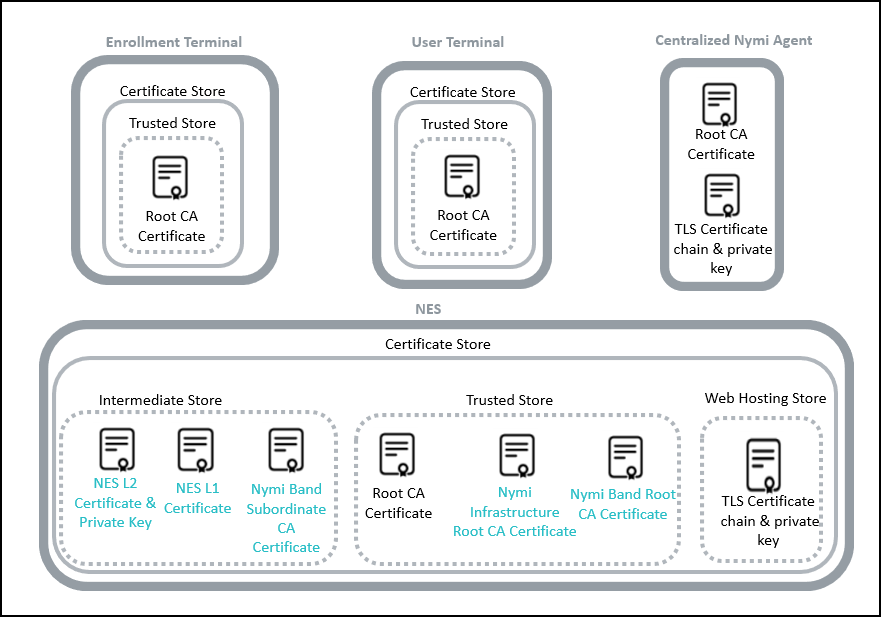 Enrollment Terminal
Certificate Store
Trusted Store
Root CA
Certificate
User Terminal
Certificate Store
Trusted Store
Root CA
Certificate
Centralized Nymi Agent
Root CA
Certificate
TLS Certificate
chain & private
key
NES
Certificate Store
Intermediate Store
NES L2
Certificate &
Private Key
NES L1
Certificate
Nymi Band
Subordinate
CA
Certificate
Trusted Store
Root CA
Certificate
Nymi
Infrastructure
Root CA Certificate
Nymi Band Root
CA Certificate
Web Hosting Store
TLS Certificate
chain & private
key